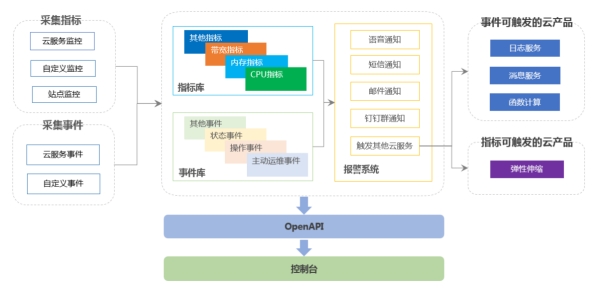 采集指标
云服务监控
自定义监控
站点监控
采集事件
云服务事件
自定义事件
其他指标
带宽指标
内存指标
CPU指标
指标库
其他事件
状态事件
操作事件
主动运维事件
事件库
语音通知
短信通知
邮件通知
钉钉群通知
触发其他云服务
报警系统
事件可触发的云产品
日志服务
消息服务
函数计算
指标可触发的云产品
弹性伸缩
OpenAPI
控制台